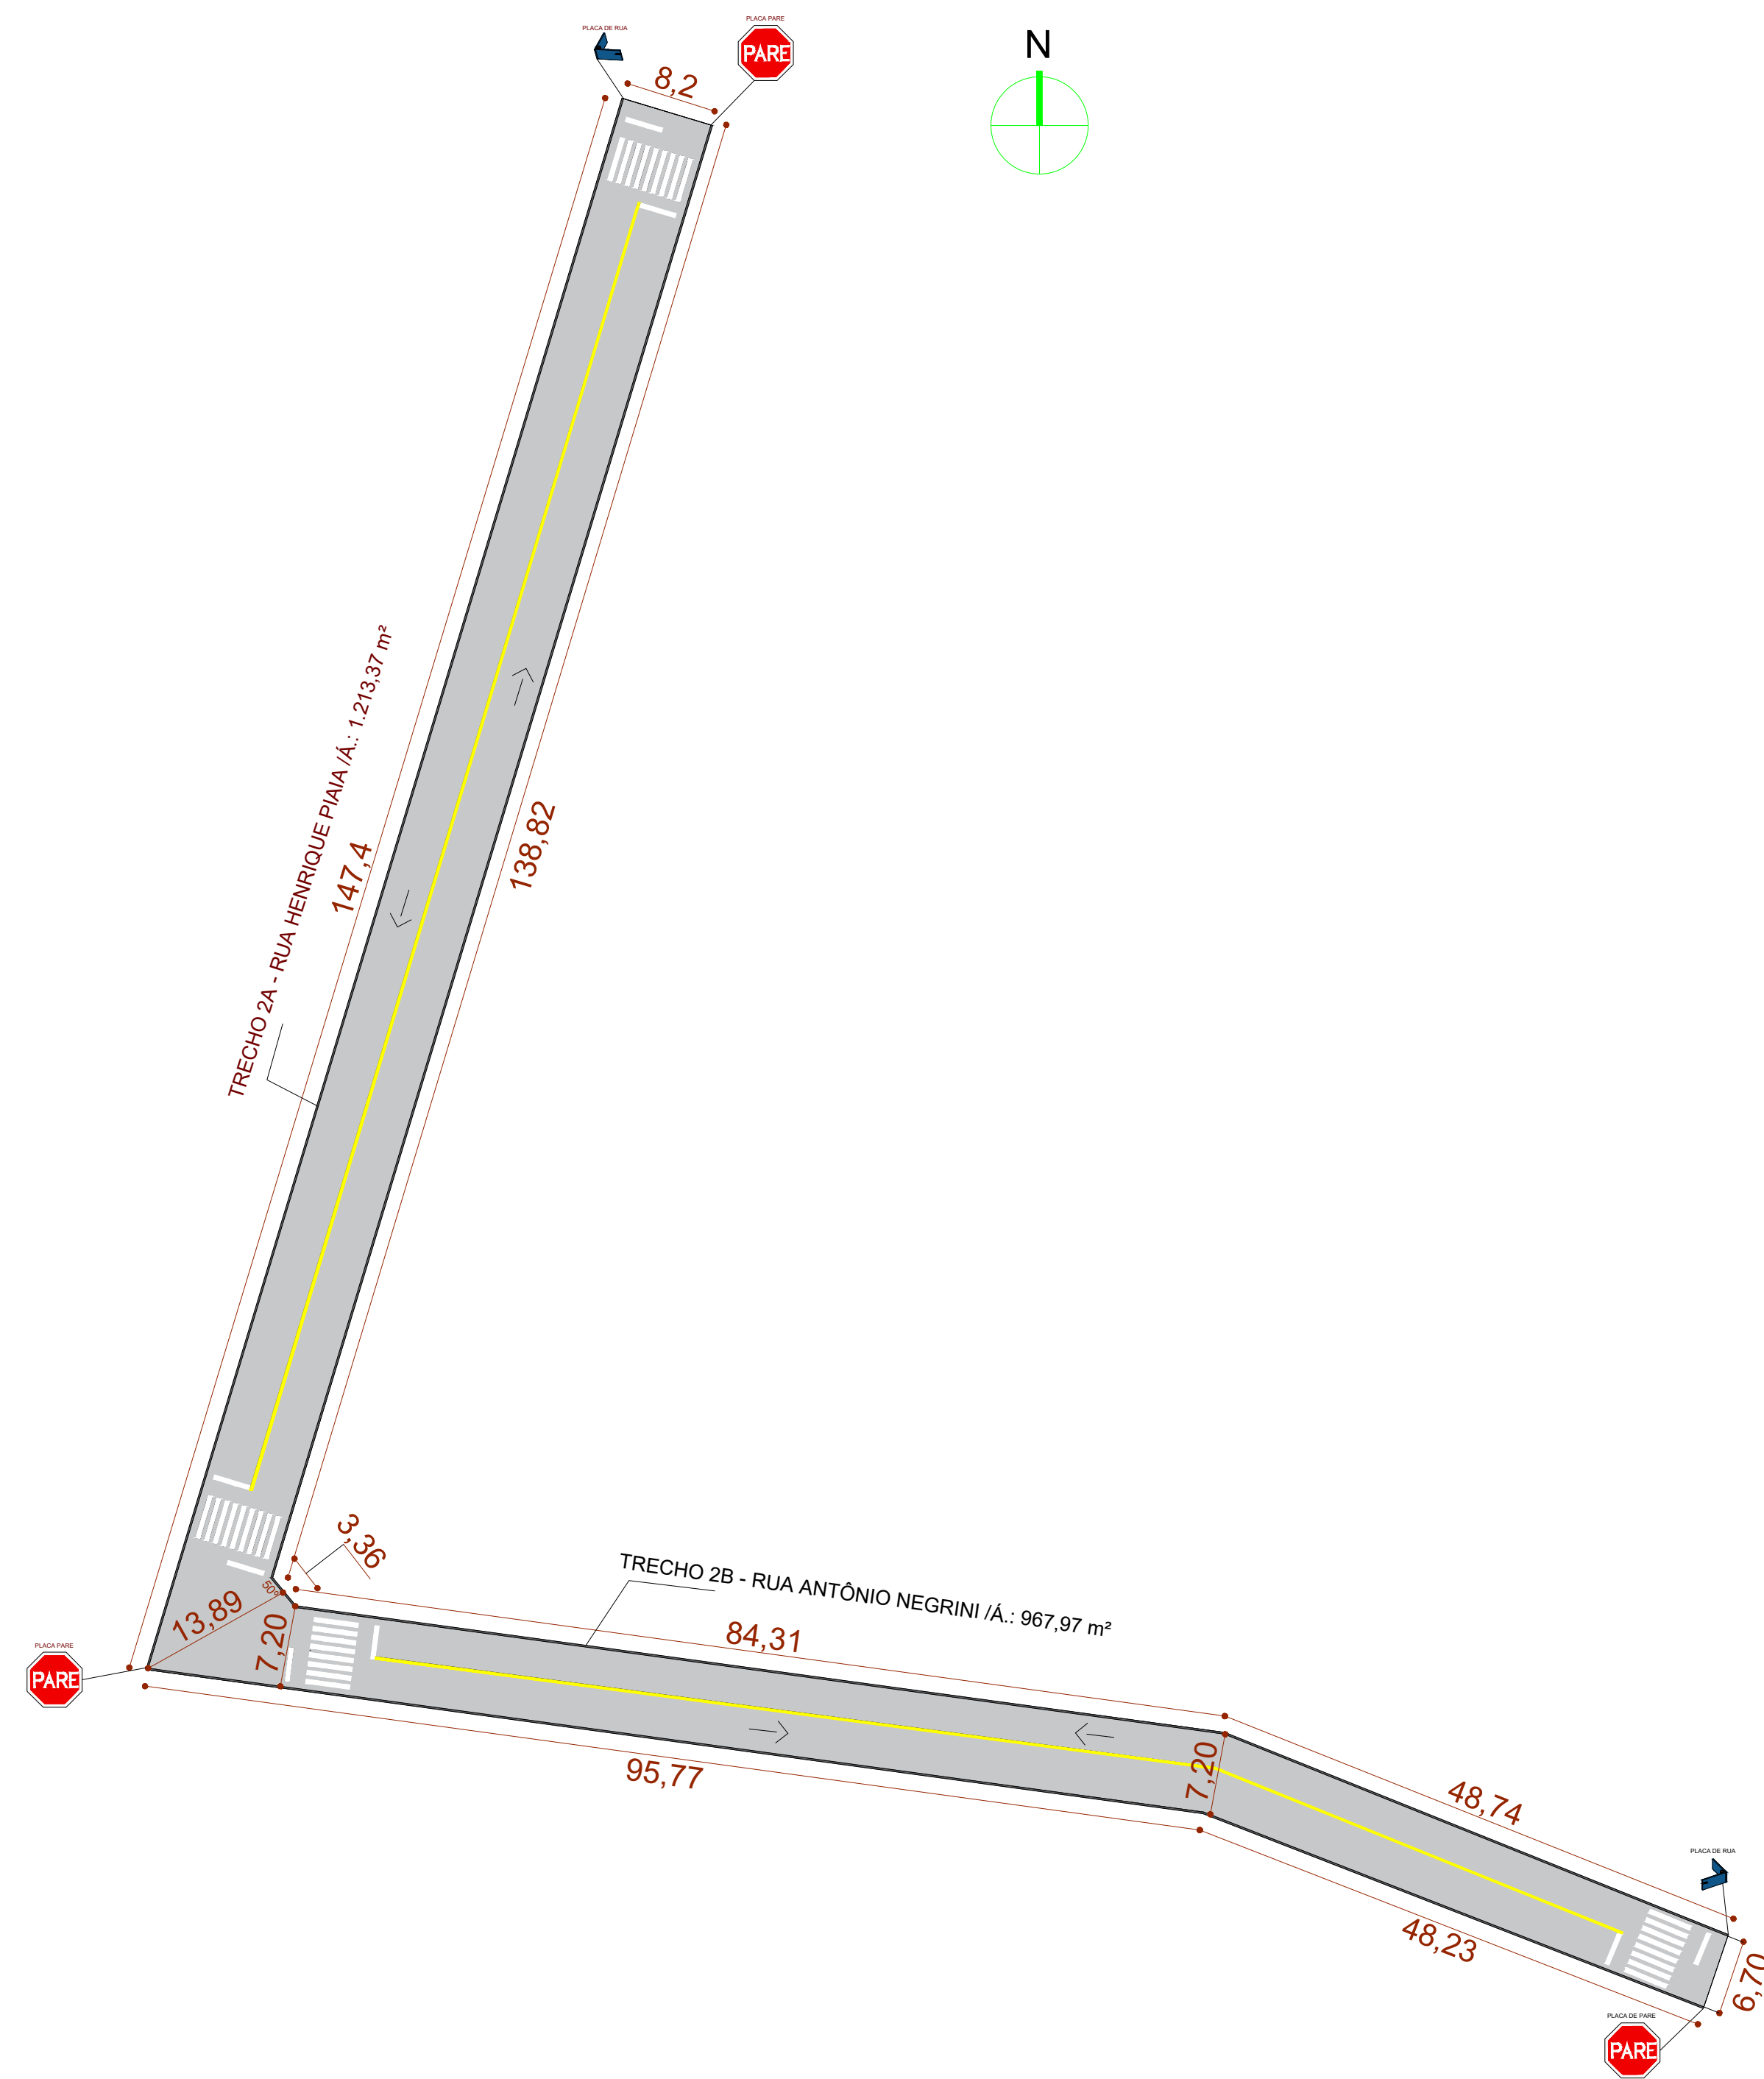 PLACA PARE
PLACA DE RUA
PARE
N
8,2
TRECHO 2A - RUA HENRIQUE PIAIA /Á.: 1.213,37 m²
147,4
138,82
3,36
50°
13,89
7,20
TRECHO 2B - RUA ANTÔNIO NEGRINI /Á.: 967,97 m²
84,31
PLACA PARE
PARE
95,77
7,20
48,74
PLACA DE RUA
48,23
6,70
PLACA DE PARE
PARE